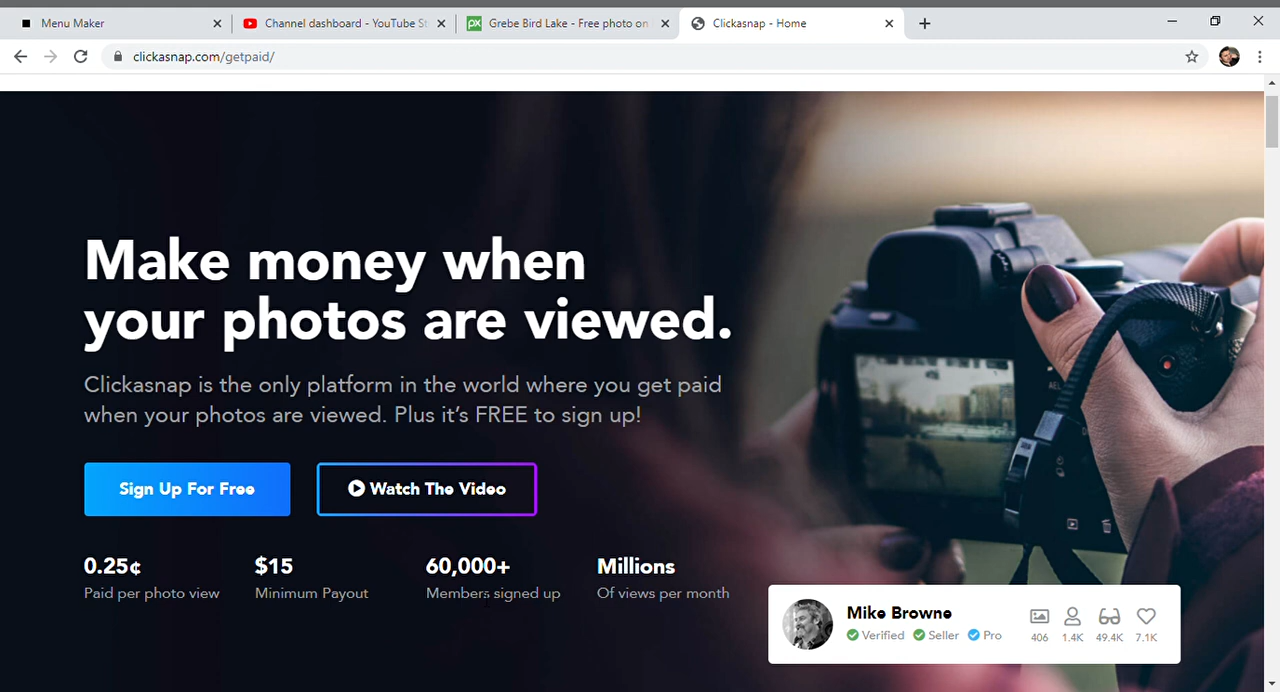 Menu Maker
Channel dashboard - YouTube St
Grebe Bird Lake - Free photo on
Clickasnap - Home
clickasnap.com/getpaid/
Make money when
your photos are viewed.
Clickasnap is the only platform in the world where you get paid
when your photos are viewed. Plus it's FREE to sign up!
Sign Up For Free
Watch The Video
0.25¢
Paid per photo view
$15
Minimum Payout
60,000+
Members signed up
Millions
Of views per month
Mike Browne
Verified Seller Pro
406 1.4K 49.4K 7.1K